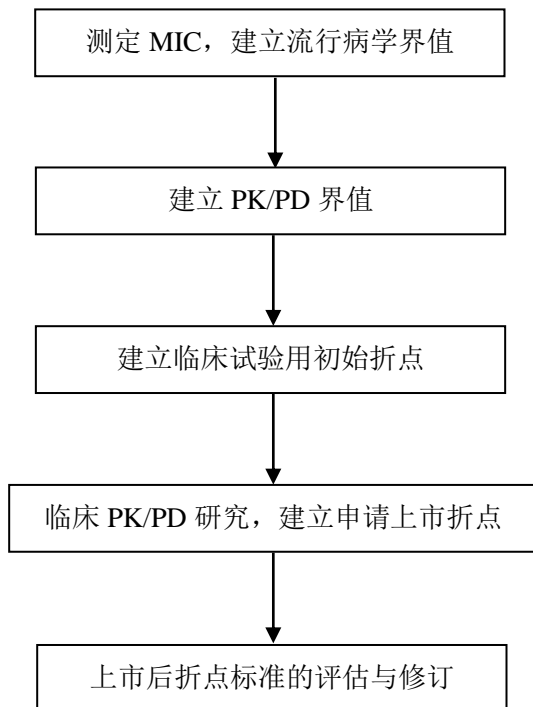 测定 MIC，建立流行病学界值
建立 PK/PD 界值
建立临床试验用初始折点
临床 PK/PD 研究，建立申请上市折点
上市后折点标准的评估与修订